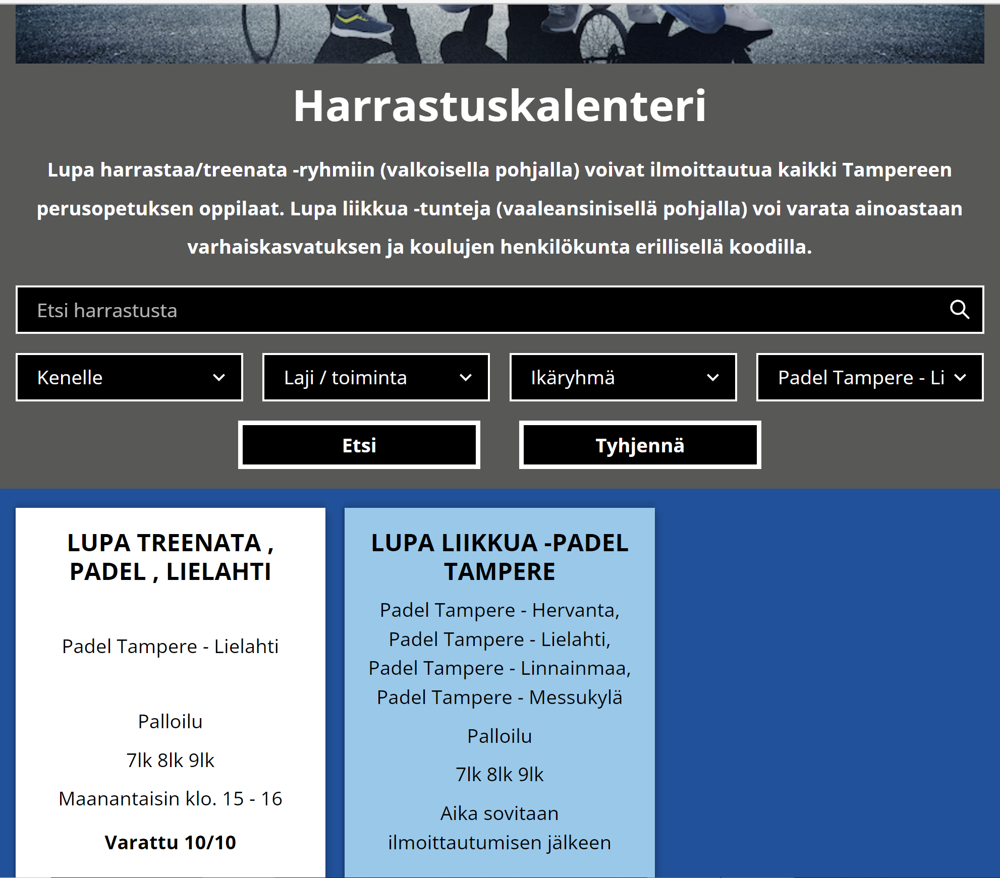 Harrastuskalenteri
Lupa harrastaa/treenata -ryhmiin (valkoisella pohjalla) voivat ilmoittautua kaikki Tampereen
perusopetuksen oppilaat. Lupa liikkua -tunteja (vaaleansinisellä pohjalla) voi varata ainoastaan
varhaiskasvatuksen ja koulujen henkilökunta erillisellä koodilla.
Etsi harrastusta
Kenelle
Laji / toiminta
Ikäryhmä
Padel Tampere - Li
Etsi
Tyhjennä
LUPA TREENATA ,
PADEL , LIELAHTI
Padel Tampere - Lielahti
Palloilu
7lk 8lk 9lk
Maanantaisin klo. 15 - 16
Varattu 10/10
LUPA LIIKKUA -PADEL
TAMPERE
Padel Tampere - Hervanta,
Padel Tampere - Lielahti,
Padel Tampere - Linnainmaa,
Padel Tampere - Messukylä
Palloilu
7lk 8lk 9lk
Aika sovitaan
ilmoittautumisen jälkeen